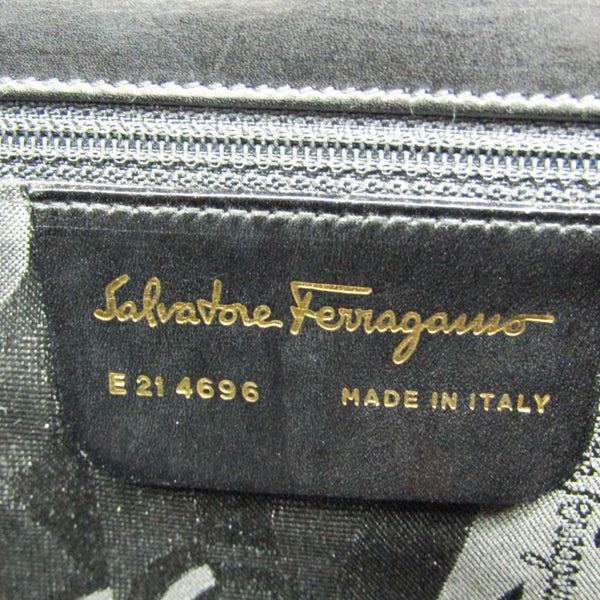 Salvatore Ferragamo
E 21 4696 MADE IN ITALY